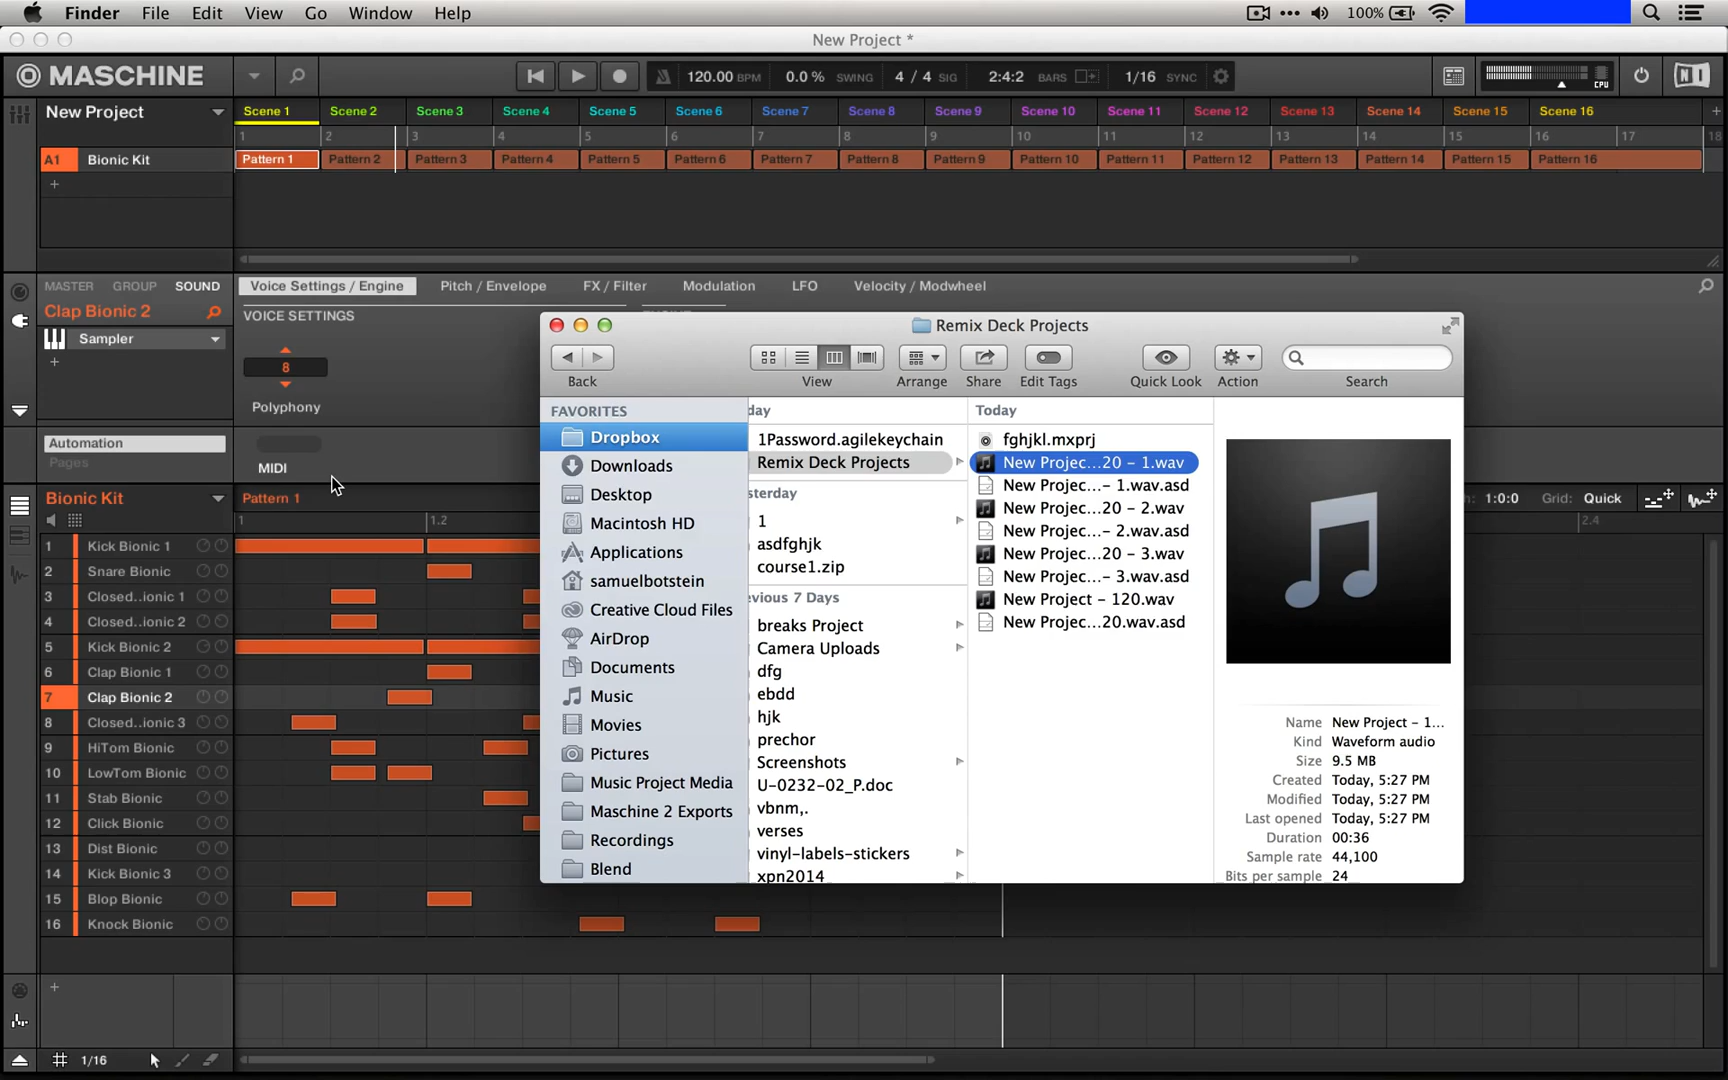 Finder File Edit View Go Window Help 100%
New Project *
MASCHINE 120.00 BPM 0.0 % SWING 4 / 4 SIG 2:4:2 BARS 1/16 SYNC CPU
New Project Scene 1 Scene 2 Scene 3 Scene 4 Scene 5 Scene 6 Scene 7 Scene 8 Scene 9 Scene 10 Scene 11 Scene 12 Scene 13 Scene 14 Scene 15 Scene 16
1 2 3 4 5 6 7 8 9 10 11 12 13 14 15 16 17 18
A1 Bionic Kit Pattern 1 Pattern 2 Pattern 3 Pattern 4 Pattern 5 Pattern 6 Pattern 7 Pattern 8 Pattern 9 Pattern 10 Pattern 11 Pattern 12 Pattern 13 Pattern 14 Pattern 15 Pattern 16
MASTER GROUP SOUND Voice Settings / Engine Pitch / Envelope FX / Filter Modulation LFO Velocity / Modwheel
Clap Bionic 2 VOICE SETTINGS
Sampler
8
Polyphony
Automation
Pages MIDI
Bionic Kit Pattern 1 1:0:0 Grid: Quick
1 1.2 2.4
1 Kick Bionic 1
2 Snare Bionic
3 Closed..ionic 1
4 Closed..ionic 2
5 Kick Bionic 2
6 Clap Bionic 1
7 Clap Bionic 2
8 Closed..ionic 3
9 HiTom Bionic
10 LowTom Bionic
11 Stab Bionic
12 Click Bionic
13 Dist Bionic
14 Kick Bionic 3
15 Blop Bionic
16 Knock Bionic
1/16
Remix Deck Projects
Back View Arrange Share Edit Tags Quick Look Action Search
FAVORITES
Dropbox
Downloads
Desktop
Macintosh HD
Applications
samuelbotstein
Creative Cloud Files
AirDrop
Documents
Music
Movies
Pictures
Music Project Media
Maschine 2 Exports
Recordings
Blend
day
1Password.agilekeychain
Remix Deck Projects
sterday
1
asdfghjk
course1.zip
evious 7 Days
breaks Project
Camera Uploads
dfg
ebdd
hjk
prechor
Screenshots
U-0232-02_P.doc
vbnm,.
verses
vinyl-labels-stickers
xpn2014
Today
fghjkl.mxprj
New Projec...20 – 1.wav
New Projec...– 1.wav.asd
New Projec...20 – 2.wav
New Projec...– 2.wav.asd
New Projec...20 – 3.wav
New Projec...– 3.wav.asd
New Project – 120.wav
New Projec...20.wav.asd
Name New Project – 1...
Kind Waveform audio
Size 9.5 MB
Created Today, 5:27 PM
Modified Today, 5:27 PM
Last opened Today, 5:27 PM
Duration 00:36
Sample rate 44,100
Bits per sample 24